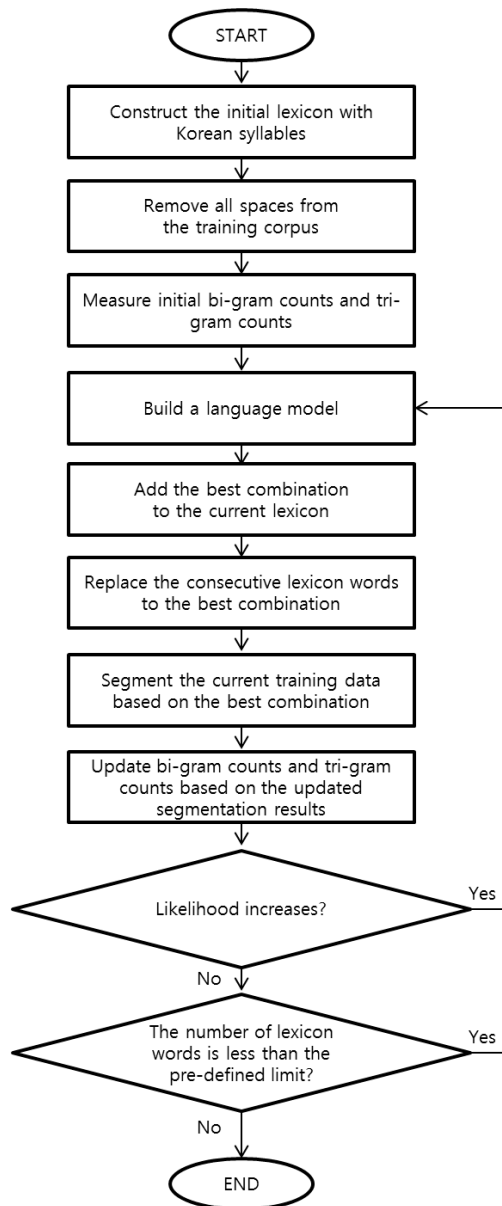 START
Construct the initial lexicon with
Korean syllables
Remove all spaces from
the training corpus
Measure initial bi-gram counts and tri-
gram counts
Build a language model
Add the best combination
to the current lexicon
Replace the consecutive lexicon words
to the best combination
Segment the current training data
based on the best combination
Update bi-gram counts and tri-gram
counts based on the updated
segmentation results
Likelihood increases?
Yes
No
The number of lexicon
words is less than the
pre-defined limit?
Yes
No
END